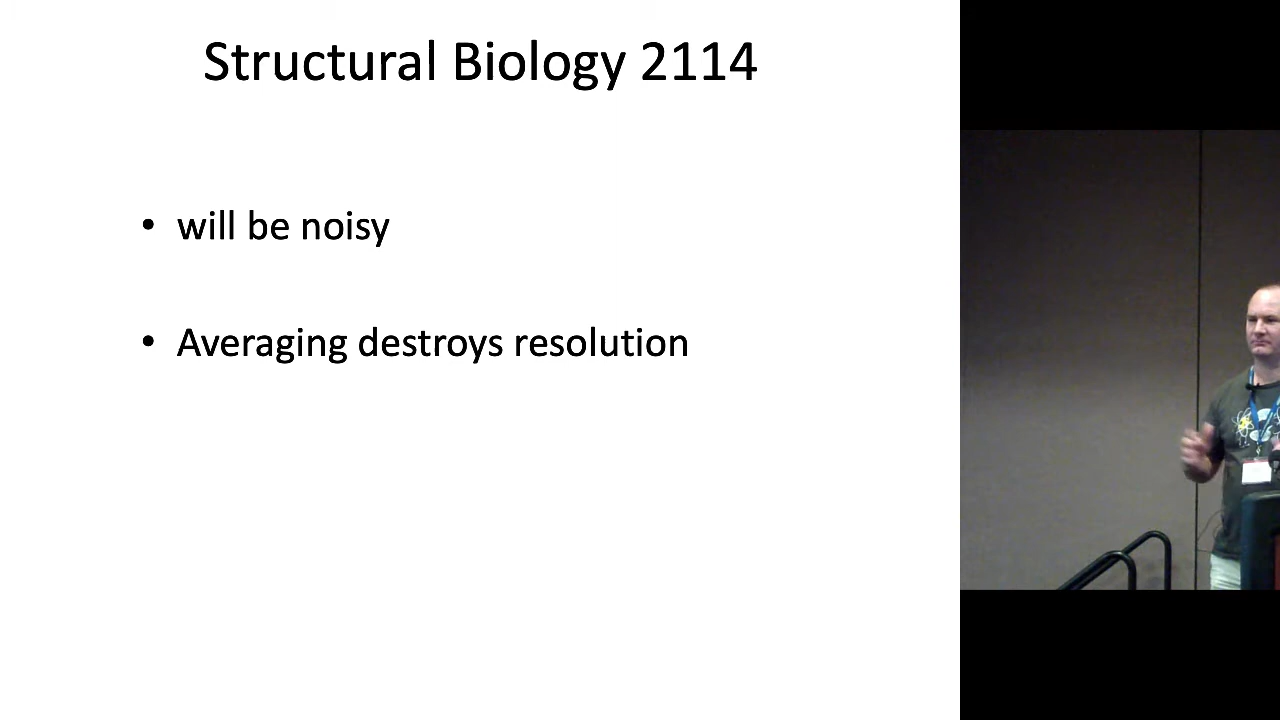 Structural Biology 2114
• will be noisy
• Averaging destroys resolution